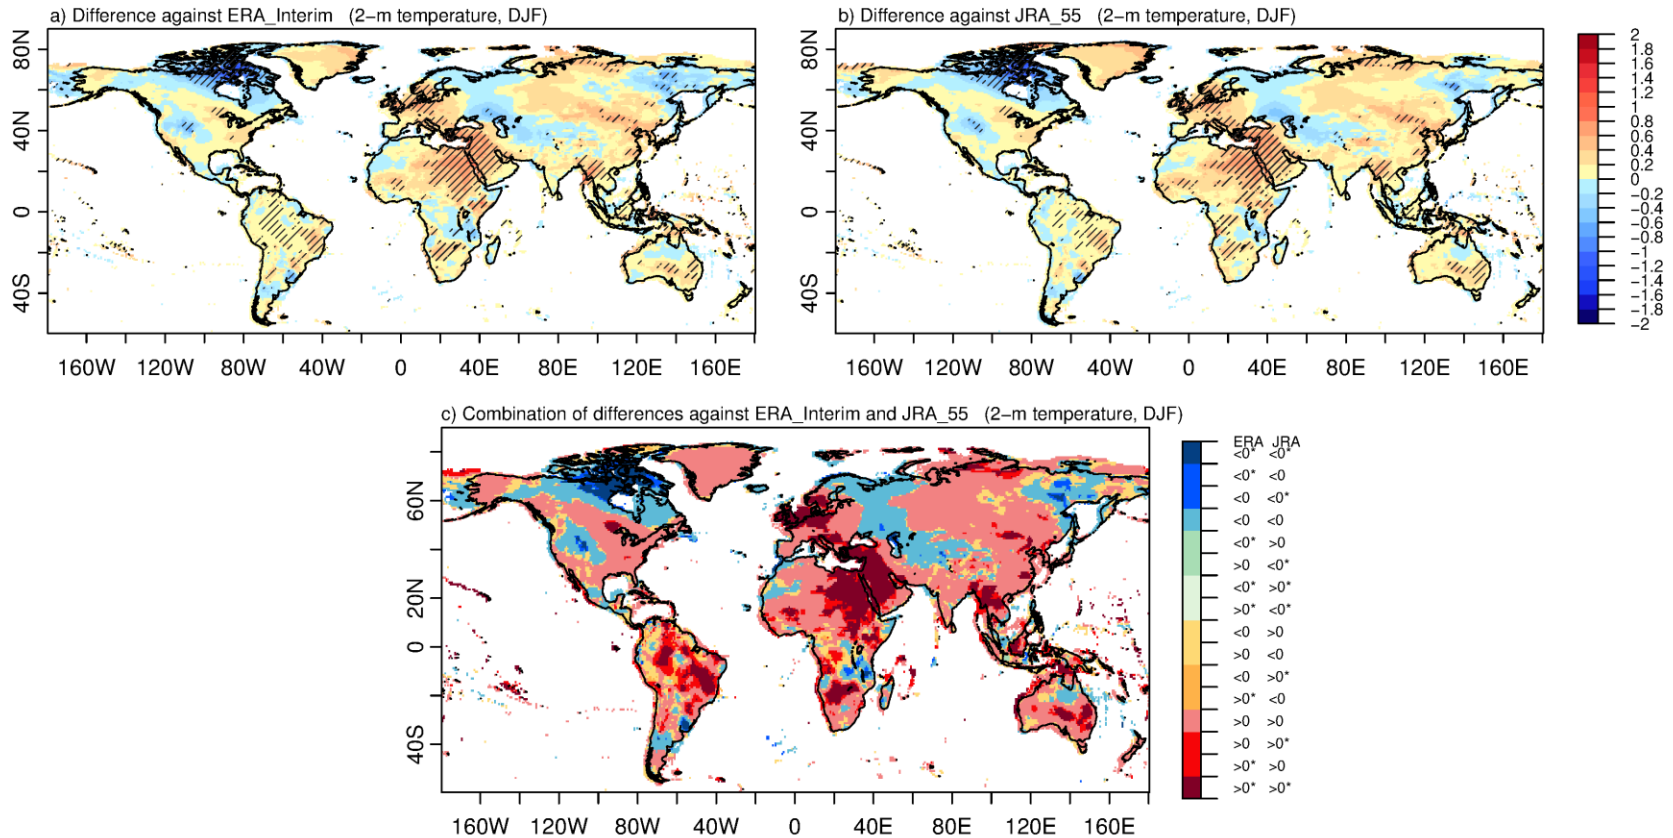 a) Difference against ERA_Interim (2−m temperature, DJF)
b) Difference against JRA_55 (2−m temperature, DJF)
80N
40N
0
40S
160W 120W 80W 40W 0 40E 80E 120E 160E
80N
40N
0
40S
160W 120W 80W 40W 0 40E 80E 120E 160E
2
1.8
1.6
1.4
1.2
1
0.8
0.6
0.4
0.2
0
−0.2
−0.4
−0.6
−0.8
−1
−1.2
−1.4
−1.6
−1.8
−2
c) Combination of differences against ERA_Interim and JRA_55 (2−m temperature, DJF)
60N
20N
0
40S
160W 120W 80W 40W 0 40E 80E 120E 160E
ERA JRA
<0* <0*
<0* <0
<0 <0*
<0 <0
<0* >0
>0 <0*
<0* >0*
>0* <0*
<0 >0
>0 <0
<0 >0*
>0* <0
>0 >0
>0 >0*
>0* >0
>0* >0*